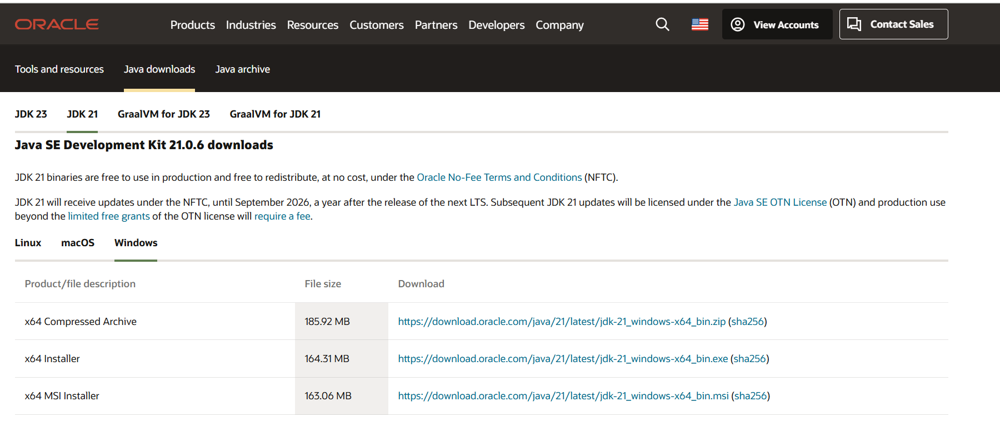 ORACLE Products Industries Resources Customers Partners Developers Company View Accounts Contact Sales
Tools and resources Java downloads Java archive
JDK 23 JDK 21 GraalVM for JDK 23 GraalVM for JDK 21
Java SE Development Kit 21.0.6 downloads
JDK 21 binaries are free to use in production and free to redistribute, at no cost, under the Oracle No-Fee Terms and Conditions (NFTC).
JDK 21 will receive updates under the NFTC, until September 2026, a year after the release of the next LTS. Subsequent JDK 21 updates will be licensed under the Java SE OTN License (OTN) and production use
beyond the limited free grants of the OTN license will require a fee.
Linux macOS Windows
Product/file description File size Download
x64 Compressed Archive 185.92 MB https://download.oracle.com/java/21/latest/jdk-21_windows-x64_bin.zip (sha256)
x64 Installer 164.31 MB https://download.oracle.com/java/21/latest/jdk-21_windows-x64_bin.exe (sha256)
x64 MSI Installer 163.06 MB https://download.oracle.com/java/21/latest/jdk-21_windows-x64_bin.msi (sha256)